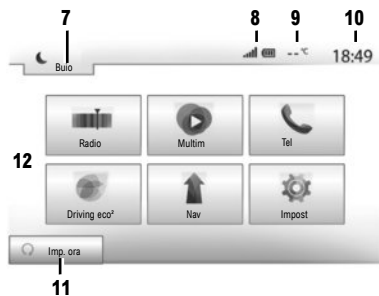 7 8 9 10
Buio --°C 18:49
Radio Multim Tel
12
Driving eco² Nav Impost
Imp. ora
11